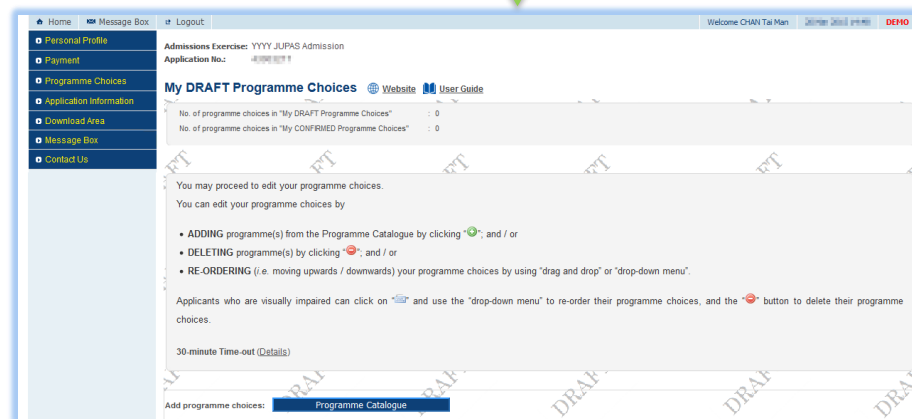 Home Message Box Logout Welcome CHAN Tai Man DEMO
Personal Profile
Payment
Programme Choices
Application Information
Download Area
Message Box
Contact Us
Admissions Exercise: YYYY JUPAS Admission
Application No.:
My DRAFT Programme Choices Website User Guide
No. of programme choices in "My DRAFT Programme Choices" : 0
No. of programme choices in "My CONFIRMED Programme Choices" : 0
You may proceed to edit your programme choices.
You can edit your programme choices by
• ADDING programme(s) from the Programme Catalogue by clicking " "; and / or
• DELETING programme(s) by clicking " "; and / or
• RE-ORDERING (i.e. moving upwards / downwards) your programme choices by using "drag and drop" or "drop-down menu".
Applicants who are visually impaired can click on " " and use the "drop-down menu" to re-order their programme choices, and the " " button to delete their programme
choices.
30-minute Time-out (Details)
DRAFT DRAFT DRAFT DRAFT
Add programme choices: Programme Catalogue